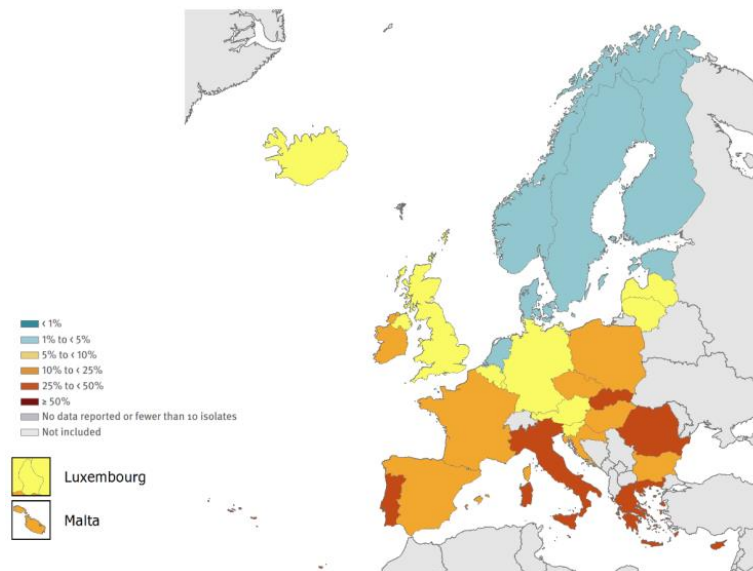 < 1%
1% to < 5%
5% to < 10%
10% to < 25%
25% to < 50%
≥ 50%
No data reported or fewer than 10 isolates
Not included
Luxembourg
Malta